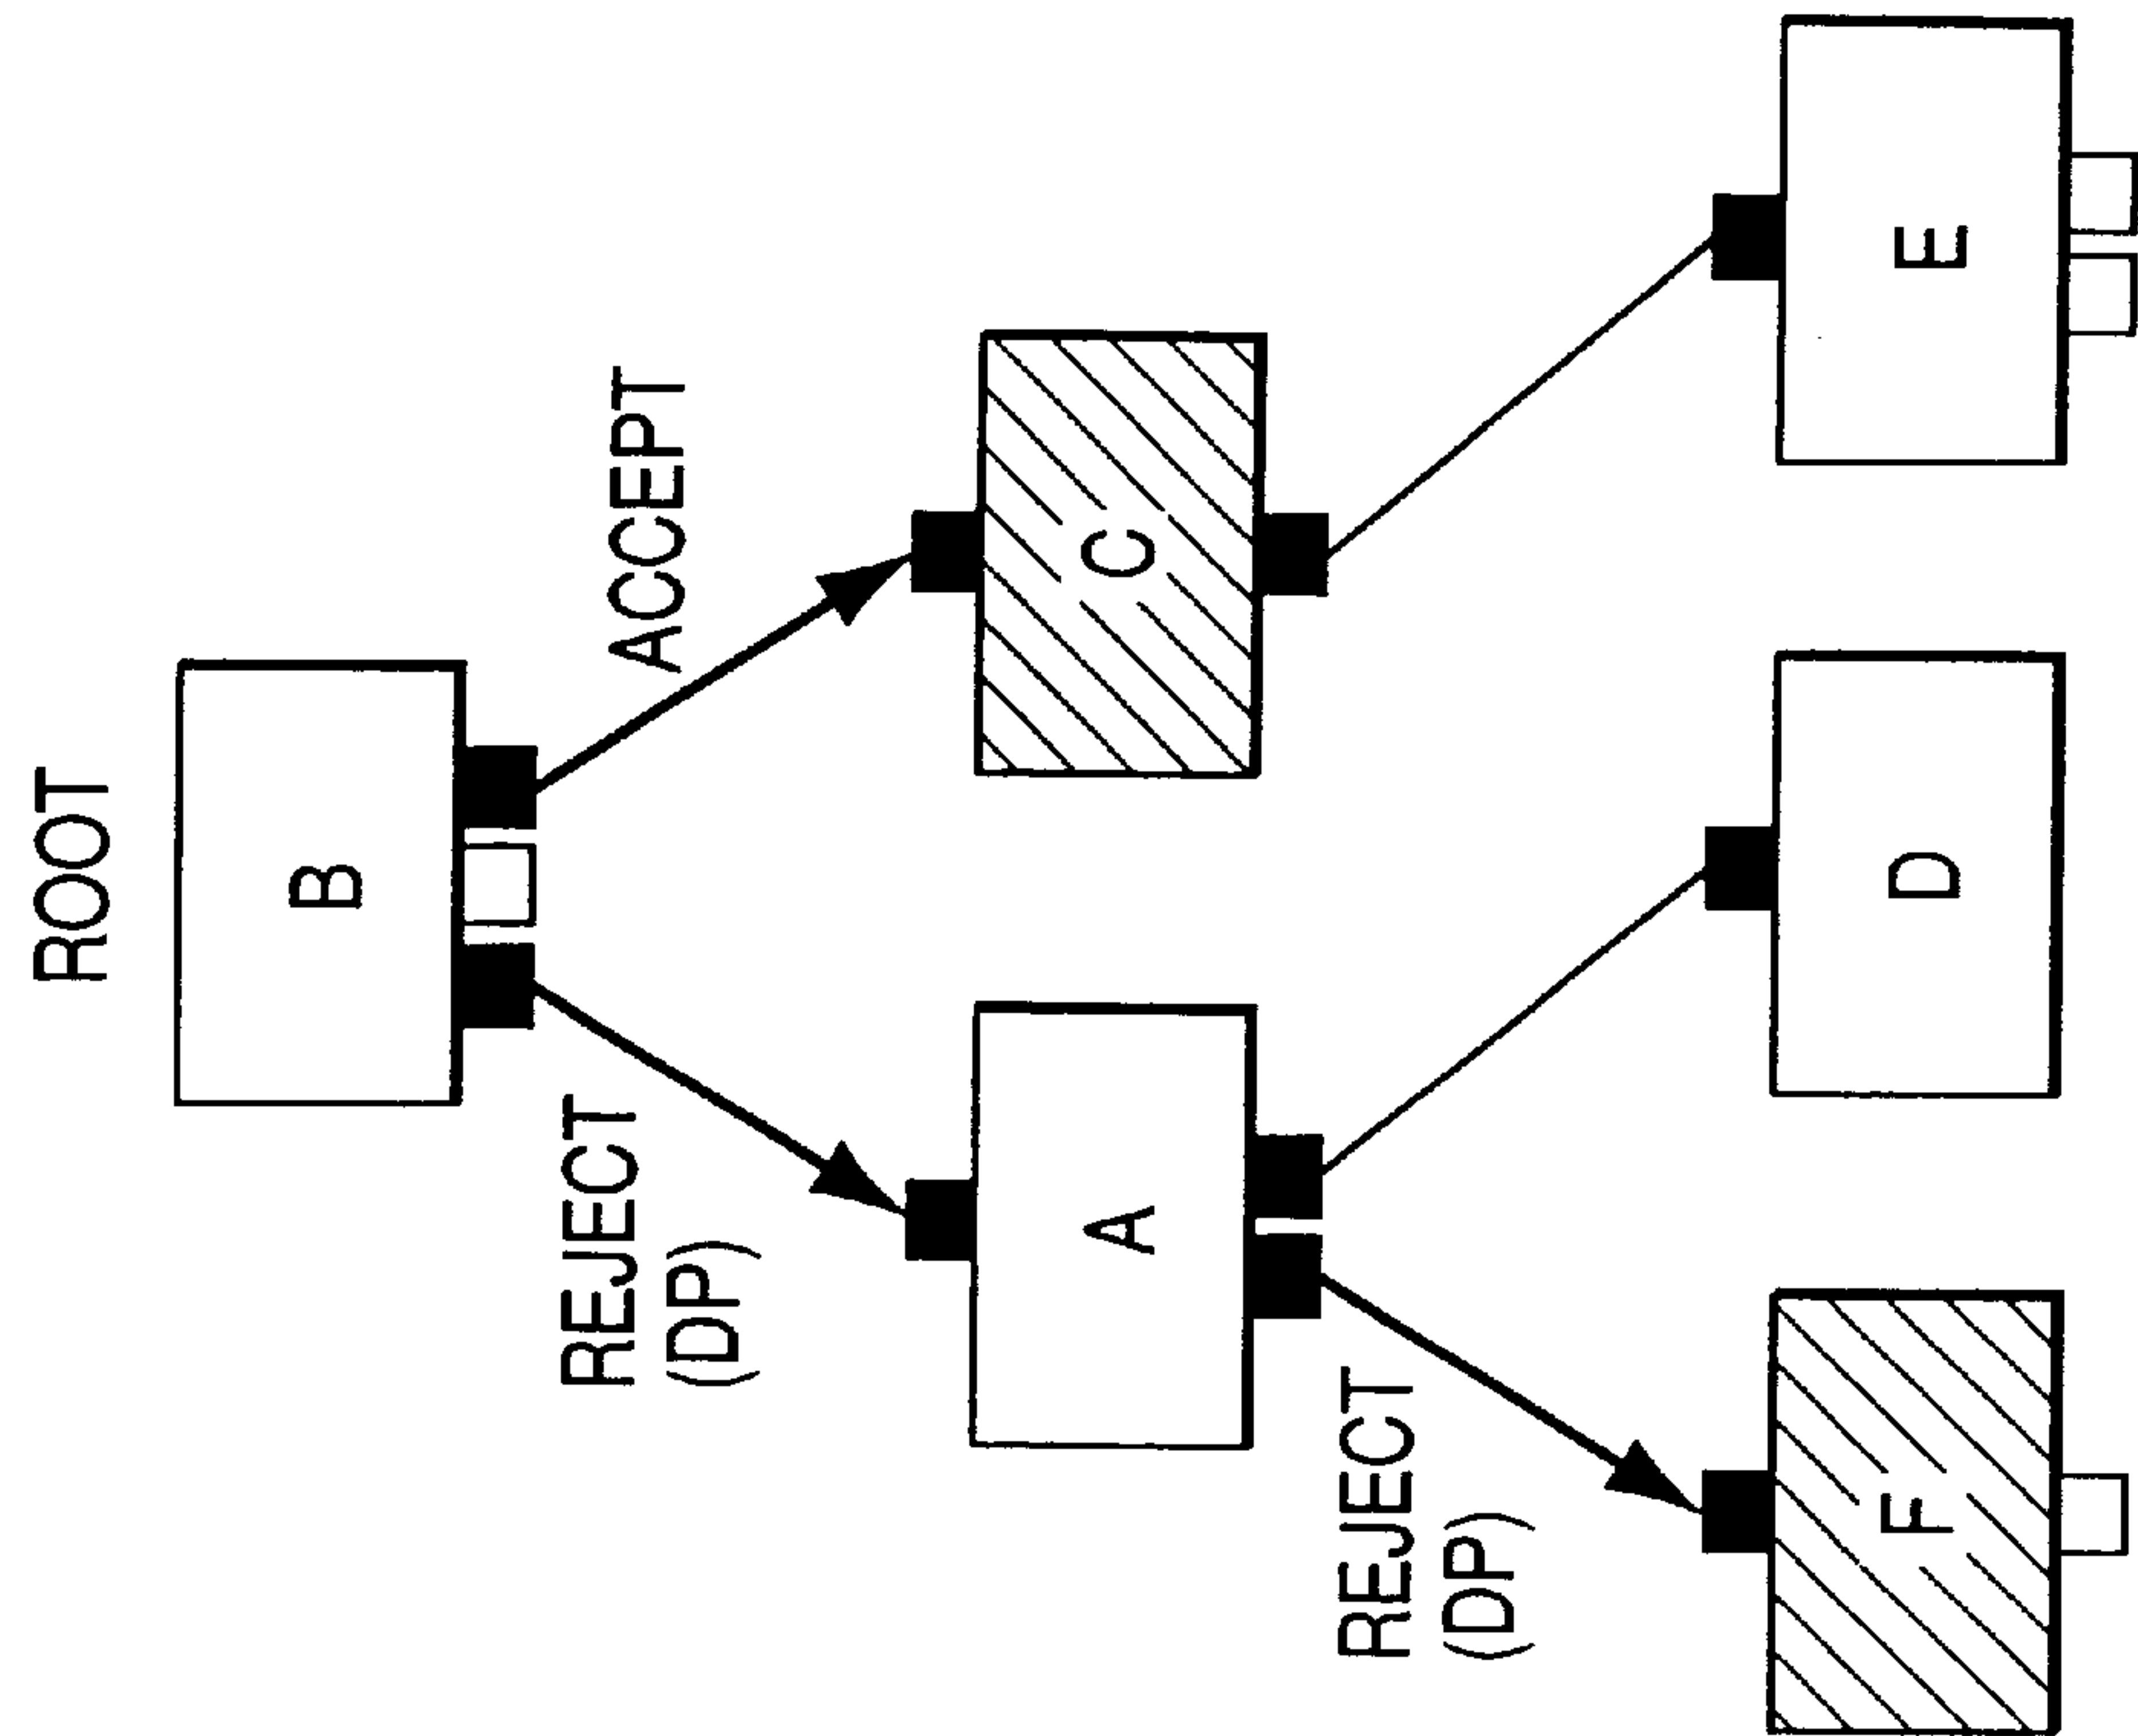 ROOT
B
REJECT
(DP)
ACCEPT
A
C
REJECT
(DP)
F
D
E